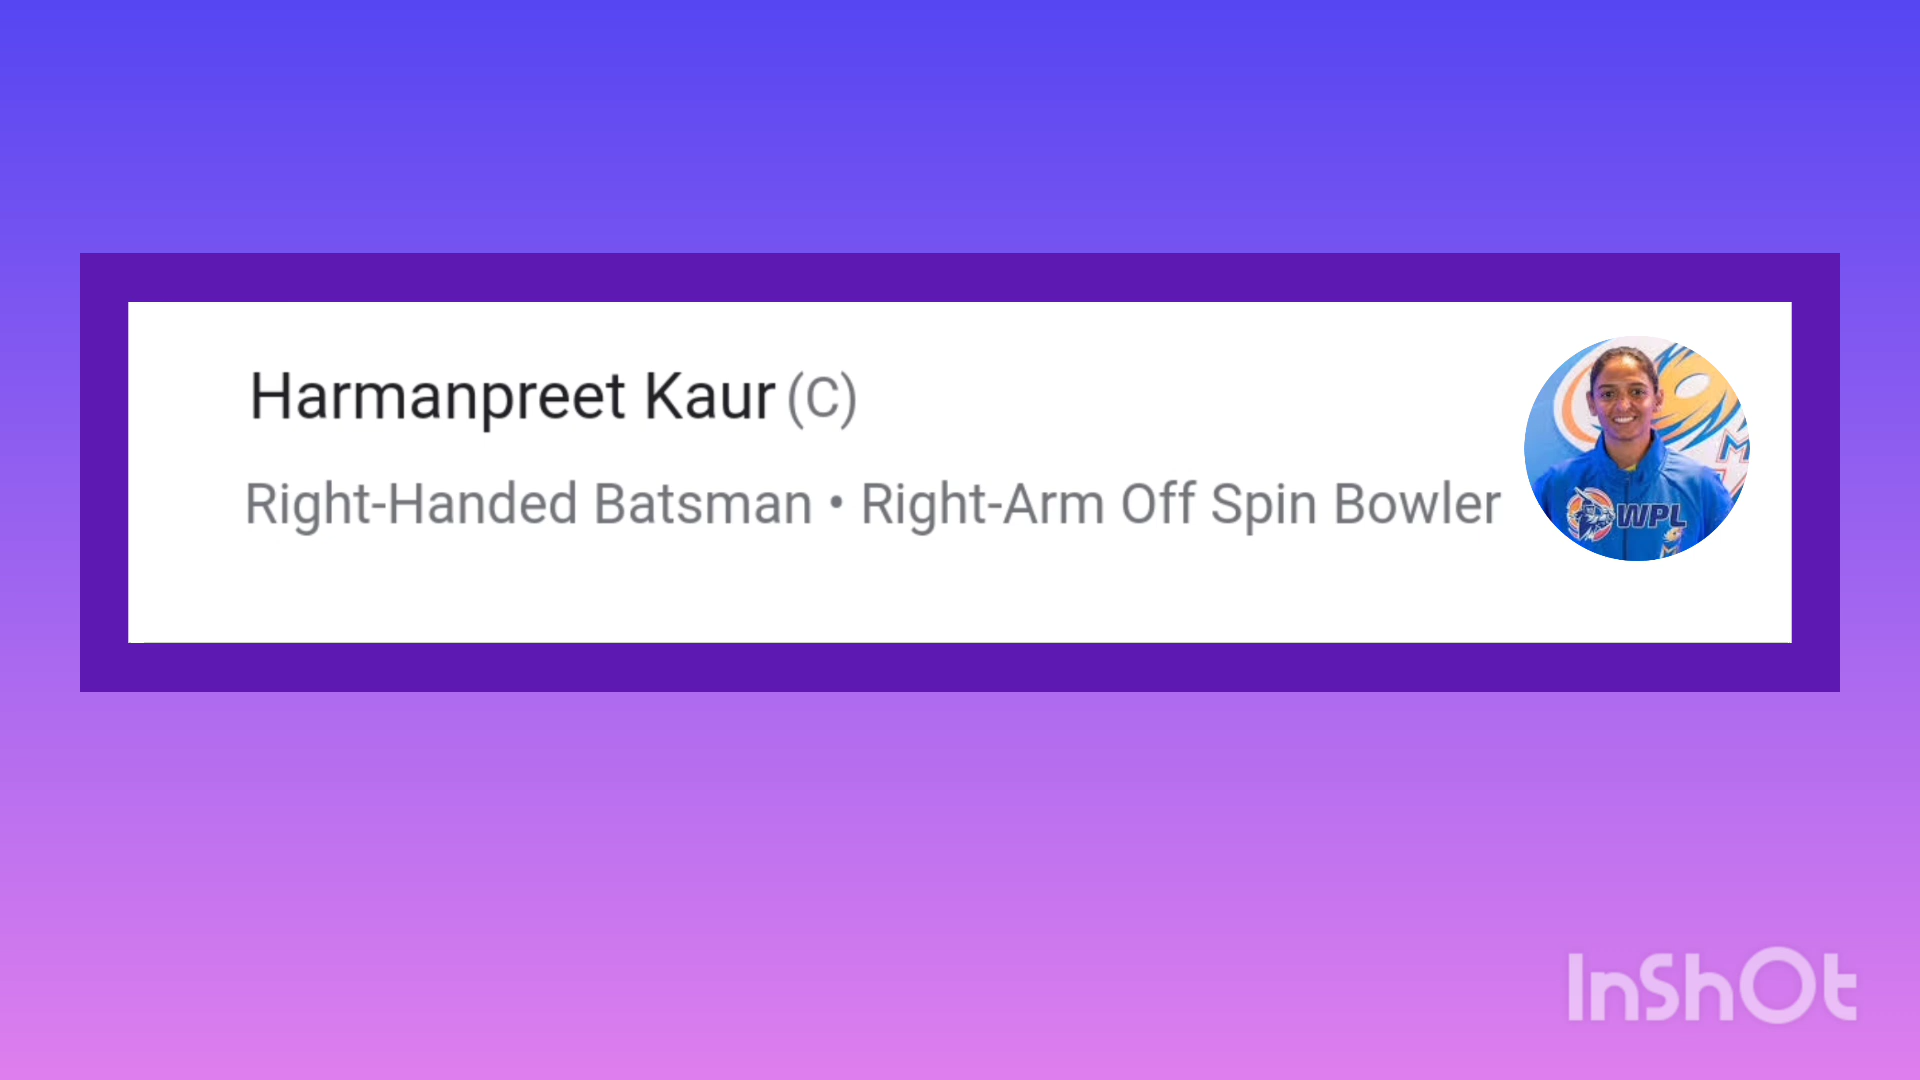 Harmanpreet Kaur (C)
Right-Handed Batsman • Right-Arm Off Spin Bowler
WPL
InShOt